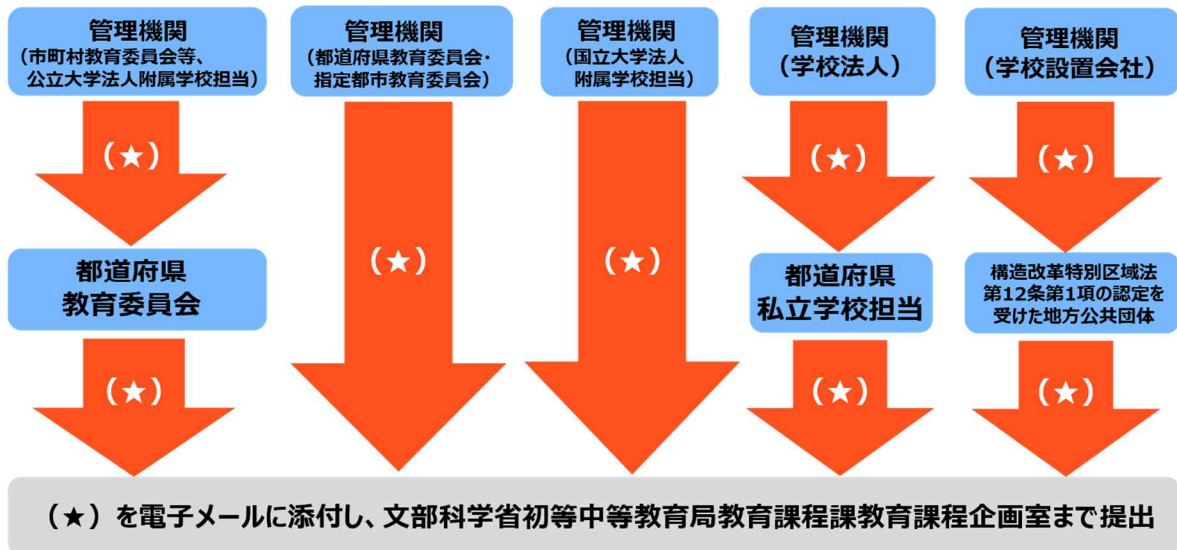 管理機関
(市町村教育委員会等、
公立大学法人附属学校担当)
管理機関
(都道府県教育委員会・
指定都市教育委員会)
管理機関
(国立大学法人
附属学校担当)
管理機関
(学校法人)
管理機関
(学校設置会社)
(★)
(★)
(★)
(★)
(★)
都道府県
教育委員会
都道府県
私立学校担当
構造改革特別区域法
第12条第1項の認定を
受けた地方公共団体
(★)
(★)
(★)
(★)を電子メールに添付し、文部科学省初等中等教育局教育課程課教育課程企画室まで提出